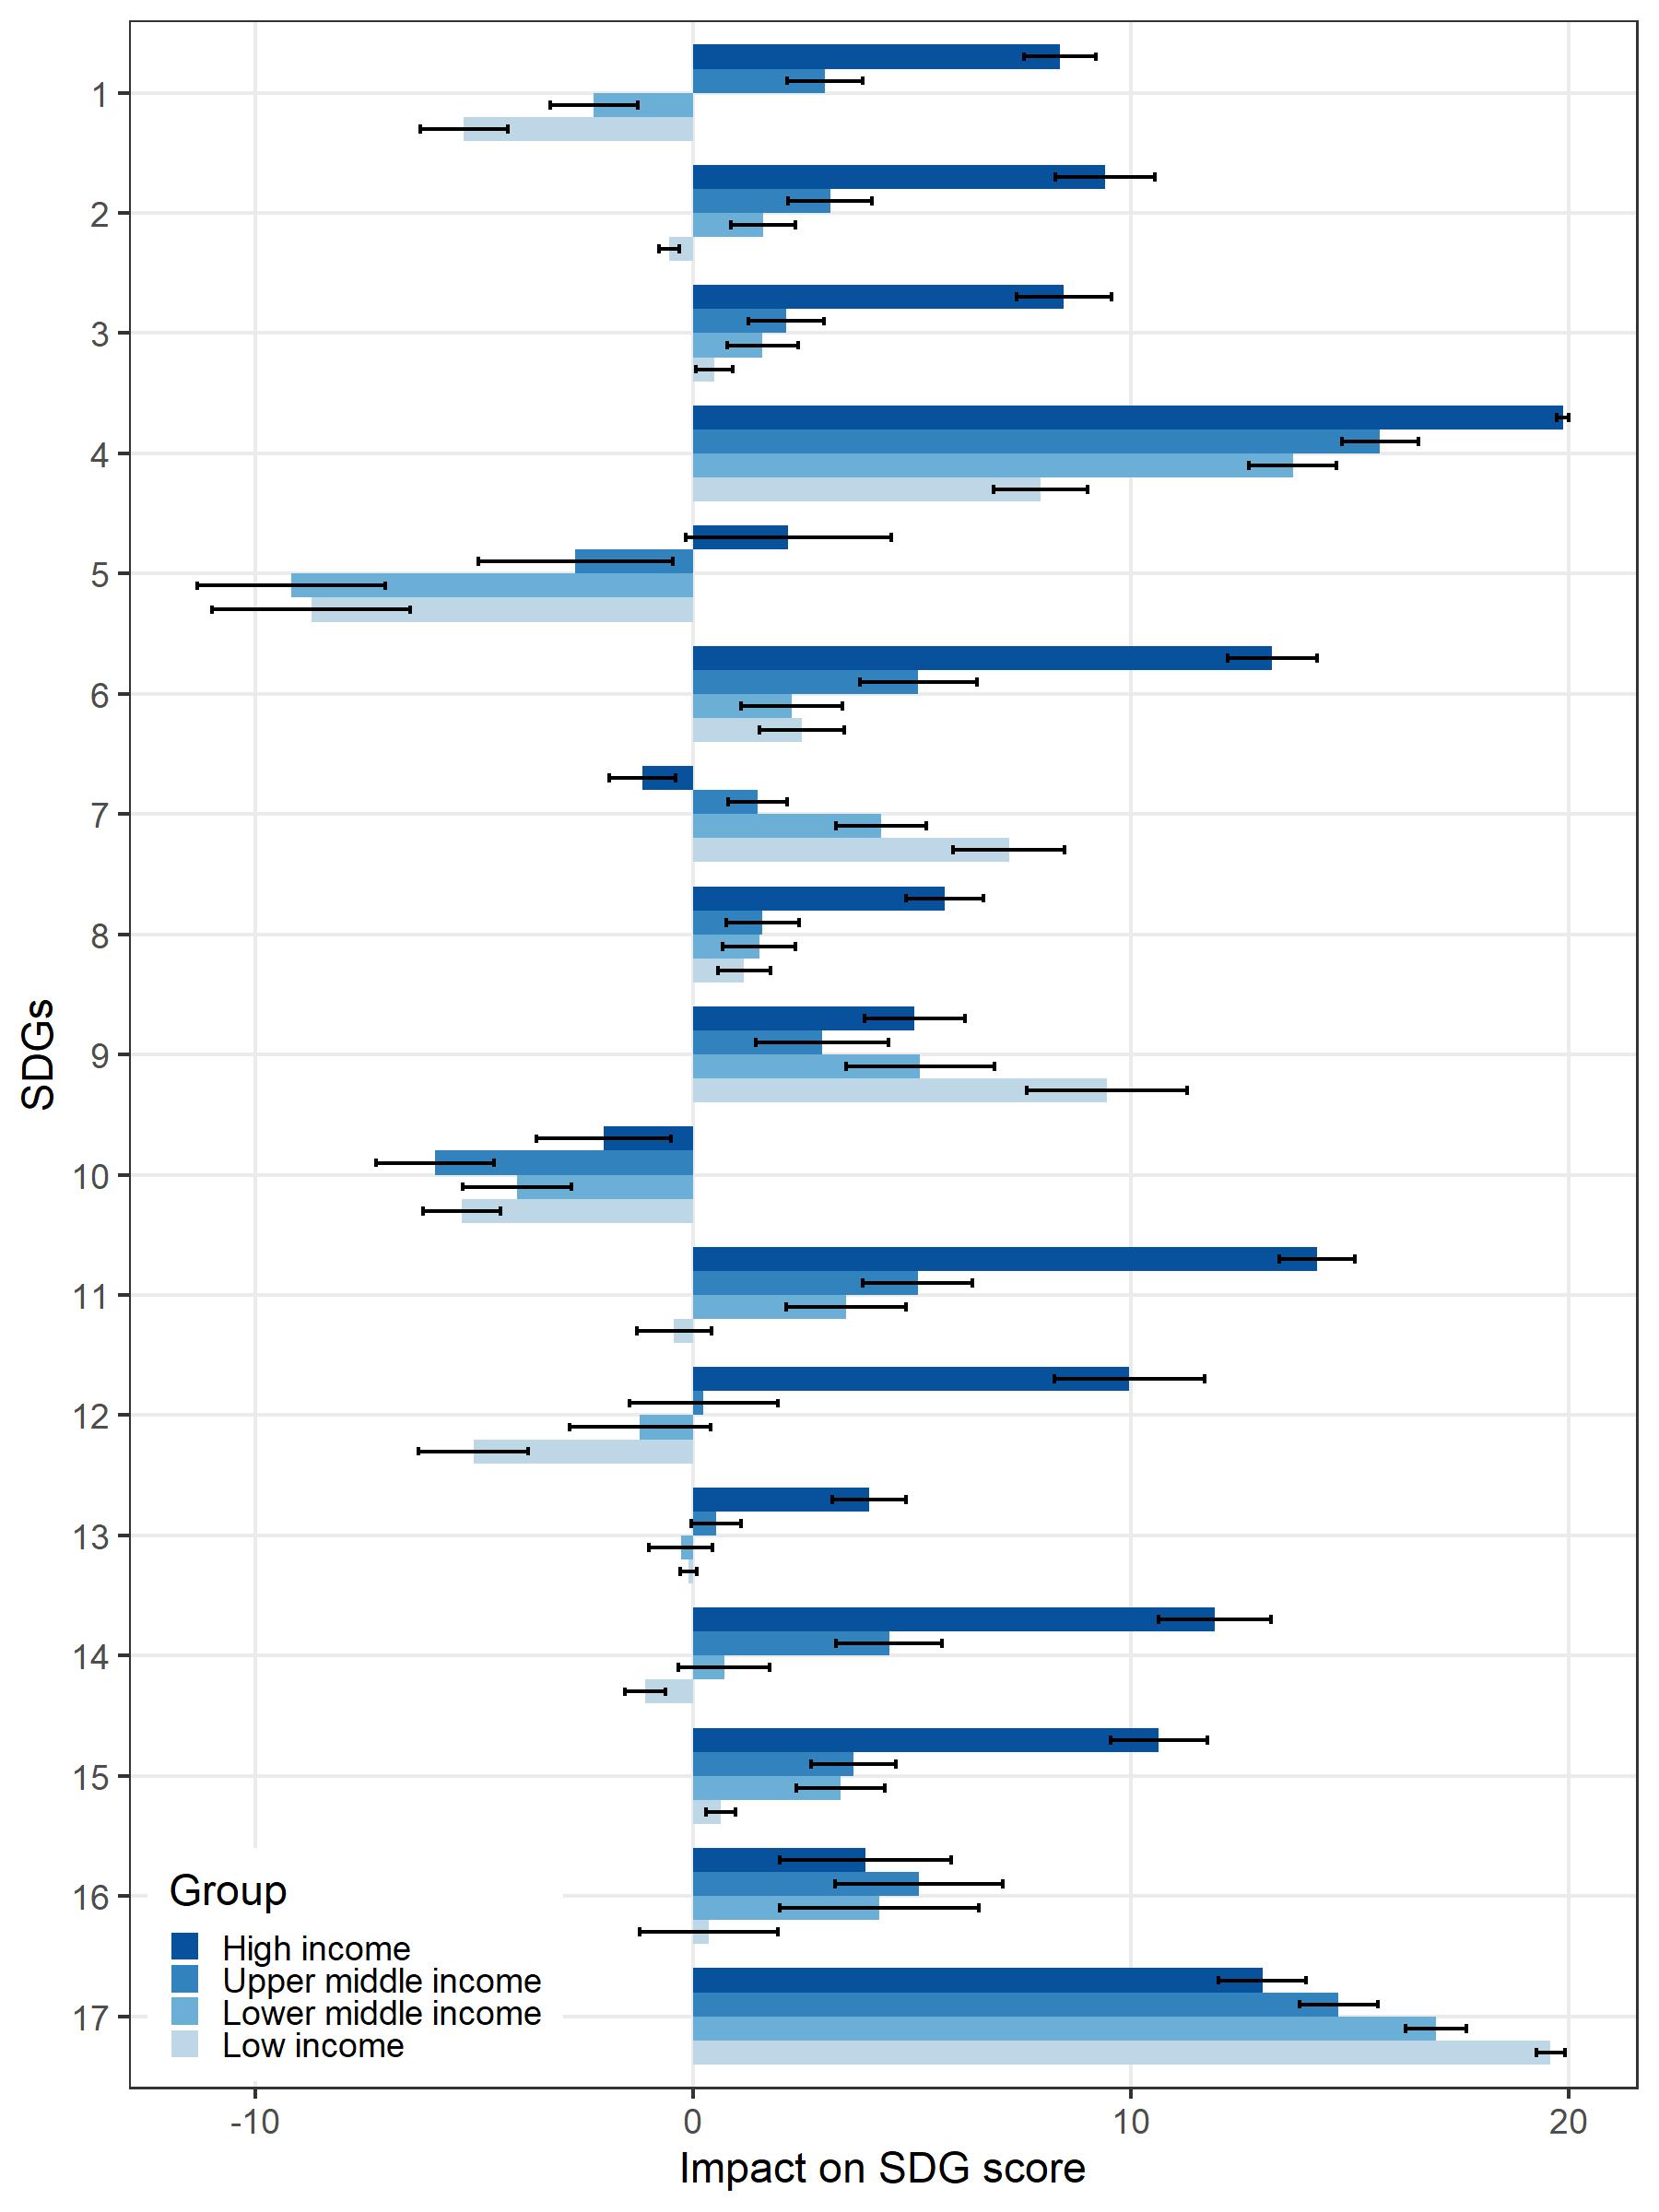 1
2
3
4
5
6
7
8
9
10
11
12
13
14
15
16
17
SDGs
Group
High income
Upper middle income
Lower middle income
Low income
-10 0 10 20
Impact on SDG score